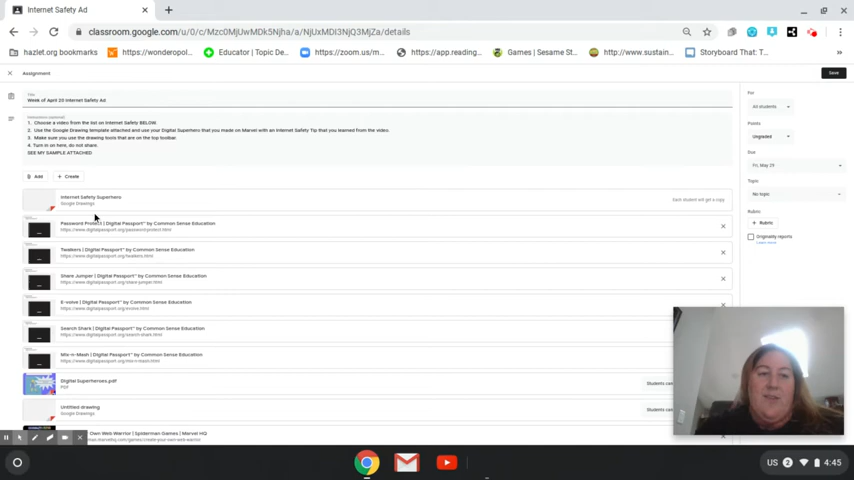 Internet Safety Ad
classroom.google.com/u/0/c/Mzc0MjUwMDk5Njha/a/NjUxMDI3NjQ3MjZa/details
hazlet.org bookmarks
https://wonderopol...
Educator | Topic De...
https://zoom.us/m...
https://app.reading...
Games | Sesame St...
http://www.sustain...
Storyboard That: T...
Assignment
Save
Title
Week of April 20 Internet Safety Ad
Instructions (optional)
1. Choose a video from the list on Internet Safety BELOW.
2. Use the Google Drawing template attached and use your Digital Superhero that you made on Marvel with an Internet Safety Tip that you learned from the video.
3. Make sure you use the drawing tools that are on the top toolbar.
4. Turn in on here, do not share.
SEE MY SAMPLE ATTACHED
Add
Create
Internet Safety Superhero
Google Drawings
Each student will get a copy
Password Protect | Digital Passport™ by Common Sense Education
https://www.digitalpassport.org/password-protect.html
Twalkers | Digital Passport™ by Common Sense Education
https://www.digitalpassport.org/twalkers.html
Share Jumper | Digital Passport™ by Common Sense Education
https://www.digitalpassport.org/share-jumper.html
E-volve | Digital Passport™ by Common Sense Education
https://www.digitalpassport.org/evolve.html
Search Shark | Digital Passport™ by Common Sense Education
https://www.digitalpassport.org/search-shark.html
Mix-n-Mash | Digital Passport™ by Common Sense Education
https://www.digitalpassport.org/mix-n-mash.html
Digital Superheroes.pdf
PDF
Students can
Untitled drawing
Google Drawings
Students can
Own Web Warrior | Spiderman Games | Marvel HQ
For
All students
Points
Ungraded
Due
Fri, May 29
Topic
No topic
Rubric
Rubric
Originality reports
Learn more
US 2 4:45